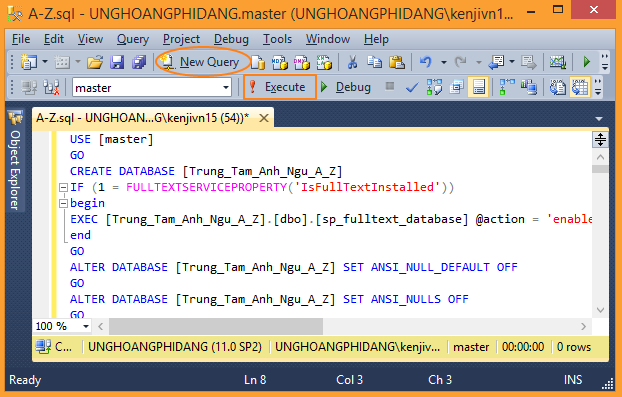 A-Z.sql - UNGHOANGPHIDANG.master (UNGHOANGPHIDANG\kenjivn1...
File Edit View Query Project Debug Tools Window Help
New Query
master Execute Debug
A-Z.sql - UNGHOAN...G\kenjivn15 (54))*
Object Explorer
USE [master]
GO
CREATE DATABASE [Trung_Tam_Anh_Ngu_A_Z]
IF (1 = FULLTEXTSERVICEPROPERTY('IsFullTextInstalled'))
begin
EXEC [Trung_Tam_Anh_Ngu_A_Z].[dbo].[sp_fulltext_database] @action = 'enable
end
GO
ALTER DATABASE [Trung_Tam_Anh_Ngu_A_Z] SET ANSI_NULL_DEFAULT OFF
GO
ALTER DATABASE [Trung_Tam_Anh_Ngu_A_Z] SET ANSI_NULLS OFF
GO
100 %
C... UNGHOANGPHIDANG (11.0 SP2) UNGHOANGPHIDANG\kenjiv... master 00:00:00 0 rows
Ready Ln 8 Col 3 Ch 3 INS